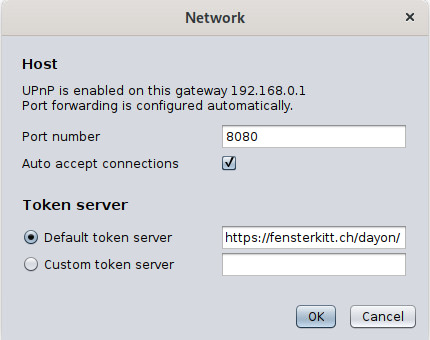 Network
Host
UPnP is enabled on this gateway 192.168.0.1
Port forwarding is configured automatically.
Port number 8080
Auto accept connections
Token server
Default token server https://fensterkitt.ch/dayon/
Custom token server
OK Cancel